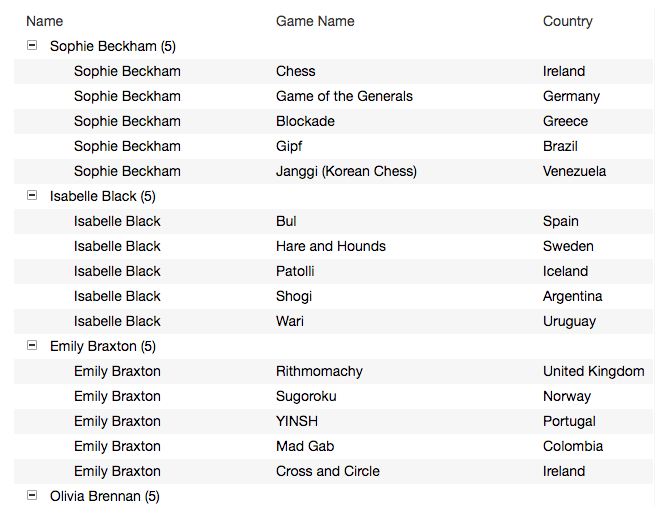 Name Game Name Country
Sophie Beckham (5)
Sophie Beckham Chess Ireland
Sophie Beckham Game of the Generals Germany
Sophie Beckham Blockade Greece
Sophie Beckham Gipf Brazil
Sophie Beckham Janggi (Korean Chess) Venezuela
Isabelle Black (5)
Isabelle Black Bul Spain
Isabelle Black Hare and Hounds Sweden
Isabelle Black Patolli Iceland
Isabelle Black Shogi Argentina
Isabelle Black Wari Uruguay
Emily Braxton (5)
Emily Braxton Rithmomachy United Kingdom
Emily Braxton Sugoroku Norway
Emily Braxton YINSH Portugal
Emily Braxton Mad Gab Colombia
Emily Braxton Cross and Circle Ireland
Olivia Brennan (5)